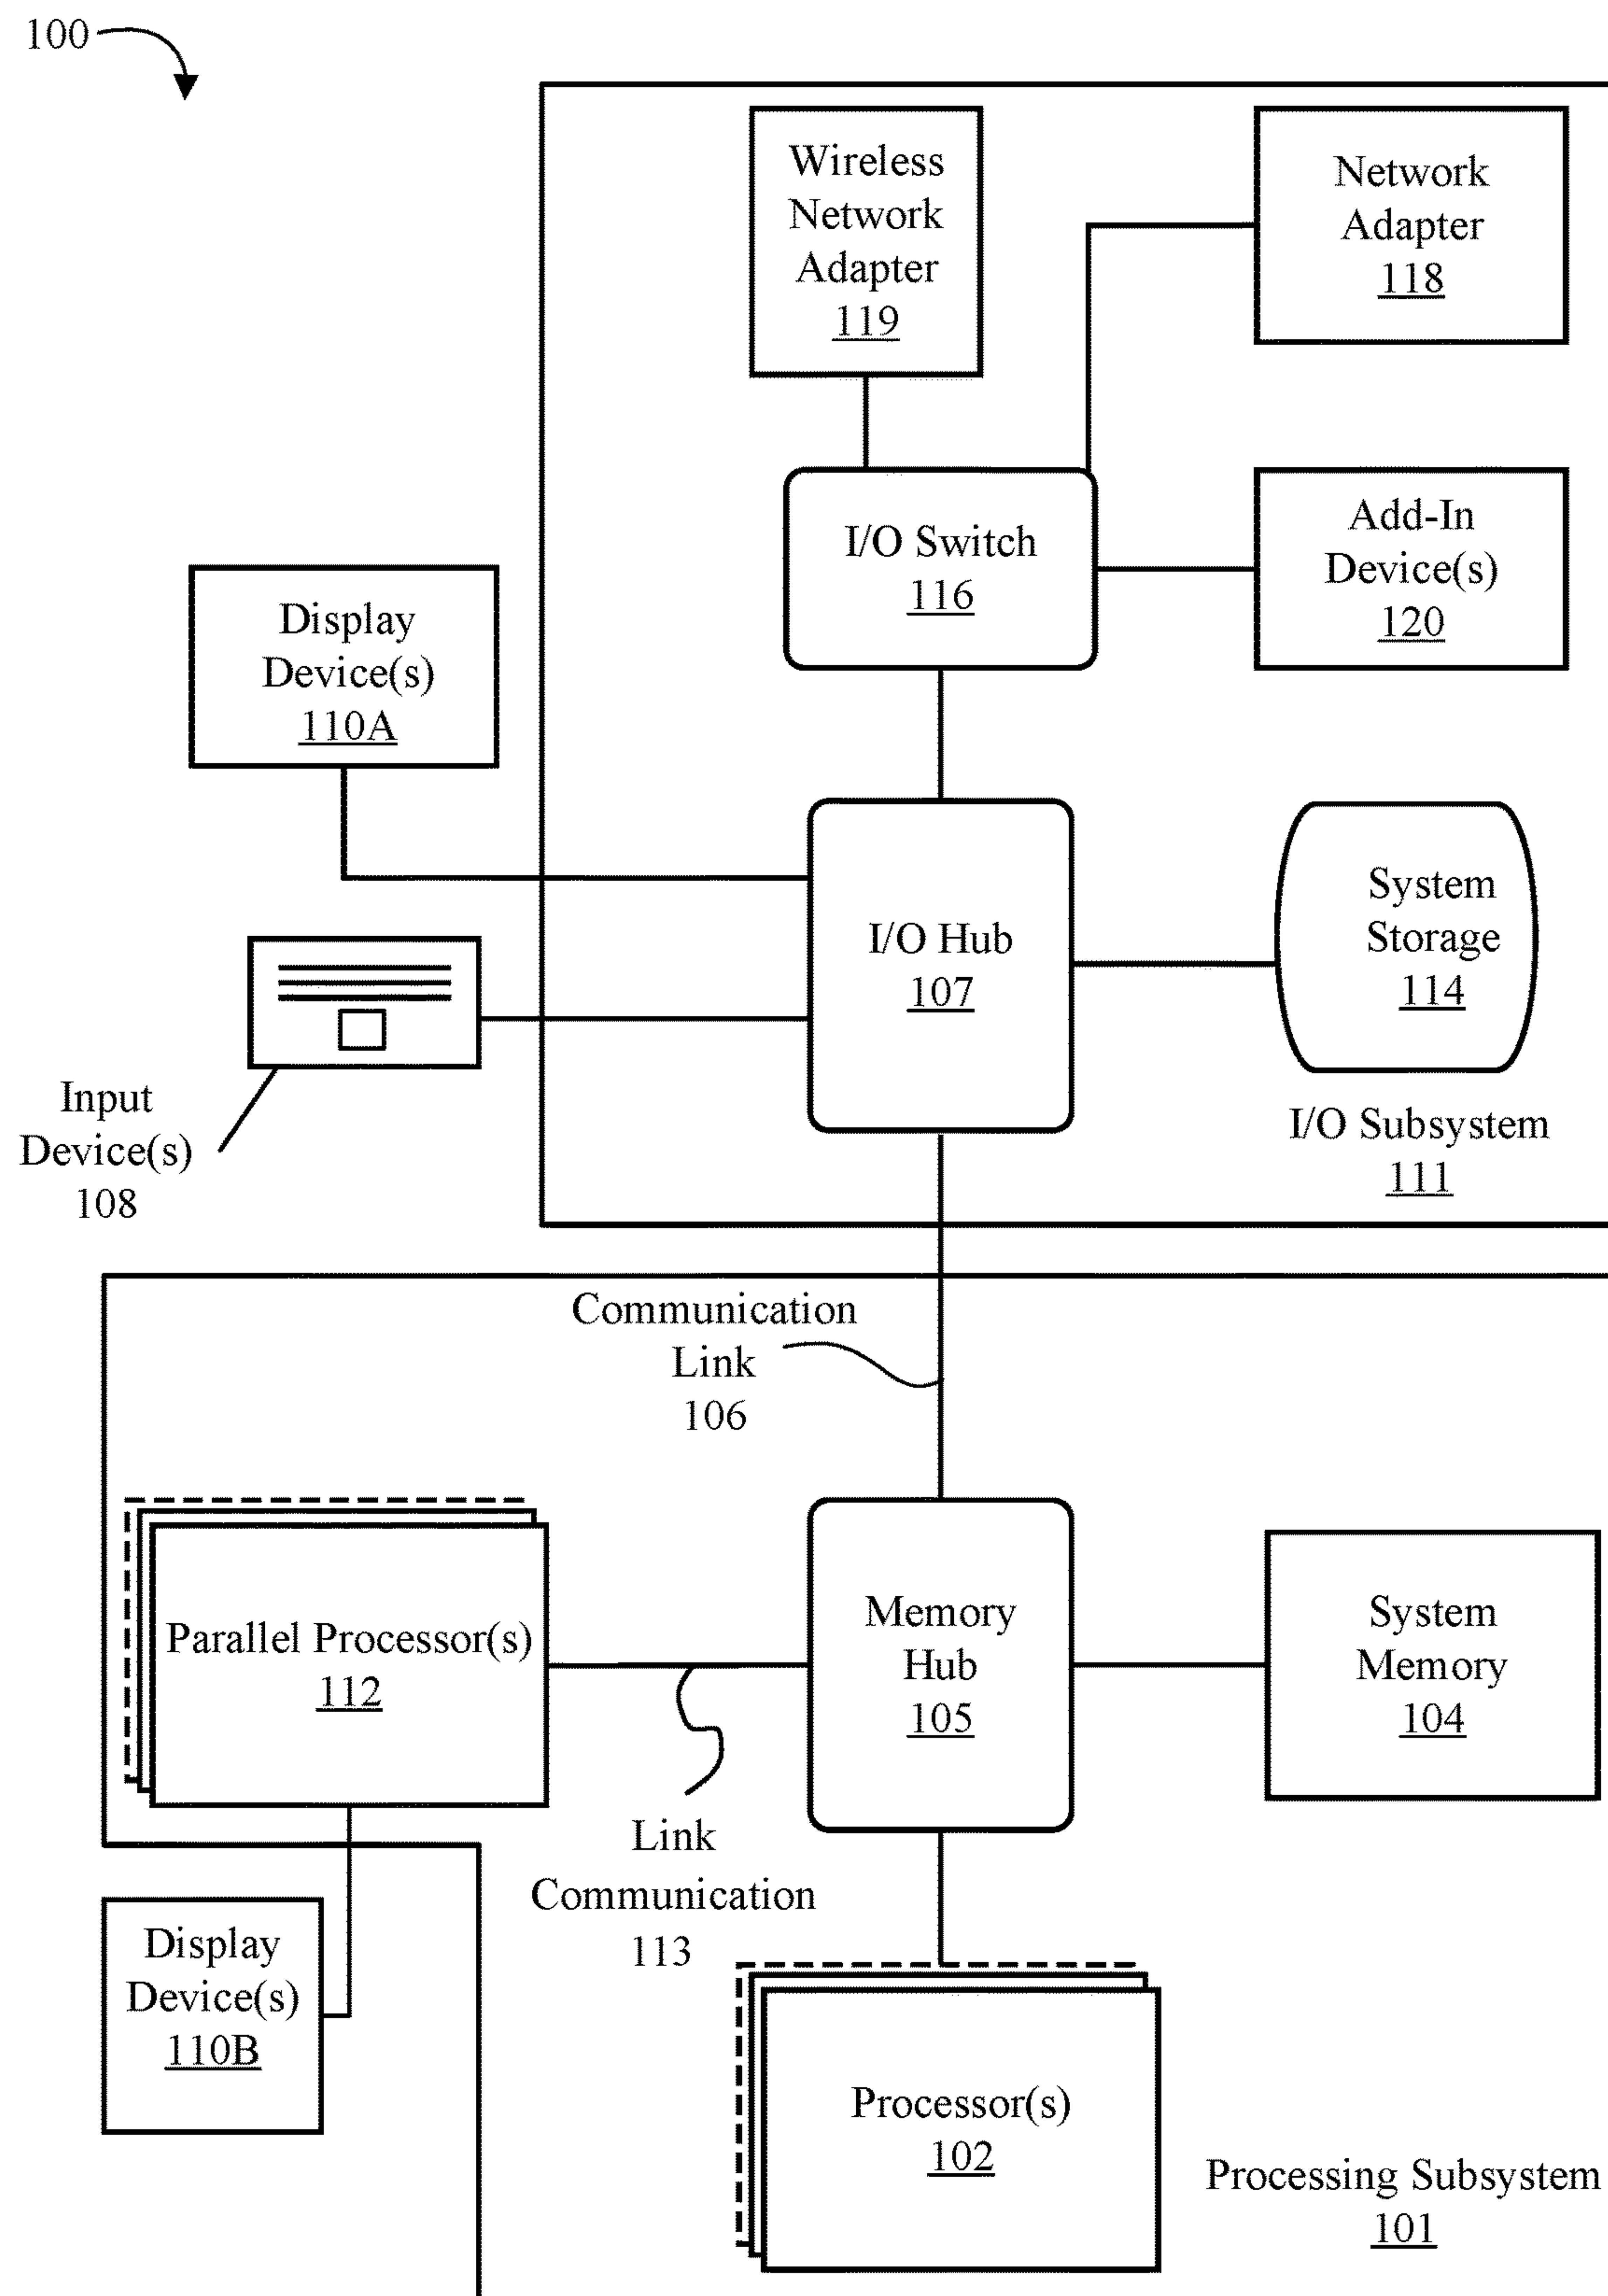 100
Wireless
Network
Adapter
119
Network
Adapter
118
I/O Switch
116
Add-In
Device(s)
120
Display
Device(s)
110A
I/O Hub
107
System
Storage
114
Input
Device(s)
108
I/O Subsystem
111
Communication
Link
106
Parallel Processor(s)
112
Memory
Hub
105
System
Memory
104
Link
Communication
113
Display
Device(s)
110B
Processor(s)
102
Processing Subsystem
101